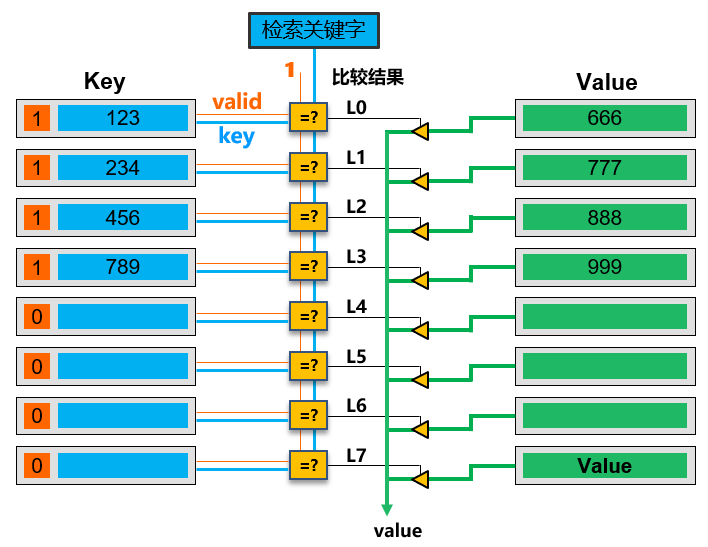 检索关键字
1
比较结果
Key
Value
valid
key
1 123 =? L0 666
1 234 =? L1 777
1 456 =? L2 888
1 789 =? L3 999
0 =? L4
0 =? L5
0 =? L6
0 =? L7 Value
value